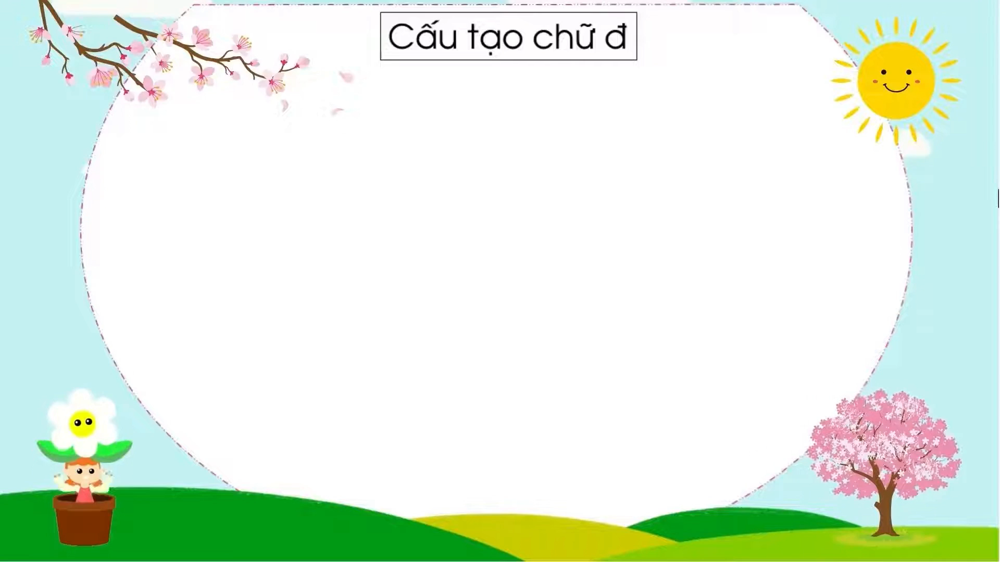 Cấu tạo chữ đ